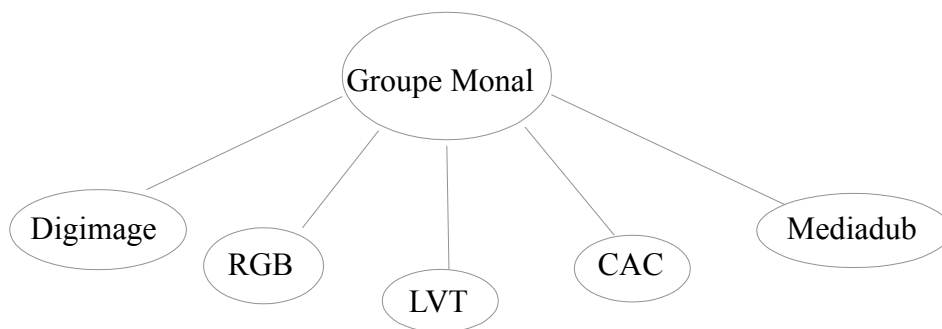 Groupe Monal
Digimage
RGB
LVT
CAC
Mediadub